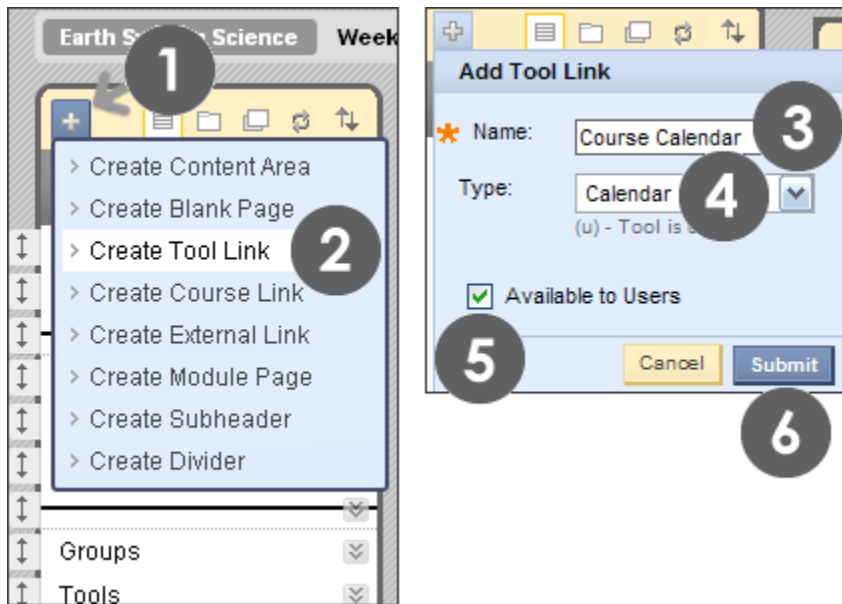 Earth S Science Week
1
> Create Content Area
> Create Blank Page
> Create Tool Link
2
> Create Course Link
> Create External Link
> Create Module Page
> Create Subheader
> Create Divider
Groups
Tools
Add Tool Link
* Name:
Course Calendar
3
Type:
Calendar
4
(u) - Tool is
Available to Users
5
Cancel
Submit
6